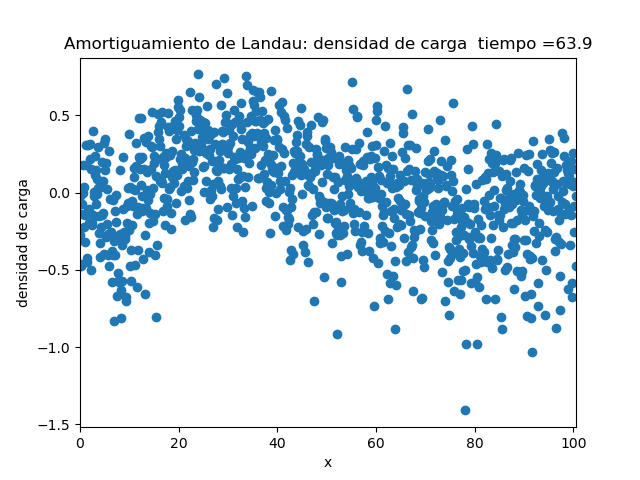 Amortiguamiento de Landau: densidad de carga  tiempo =63.9
0.5
0.0
−0.5
−1.0
−1.5
densidad de carga
0 20 40 60 80 100
x